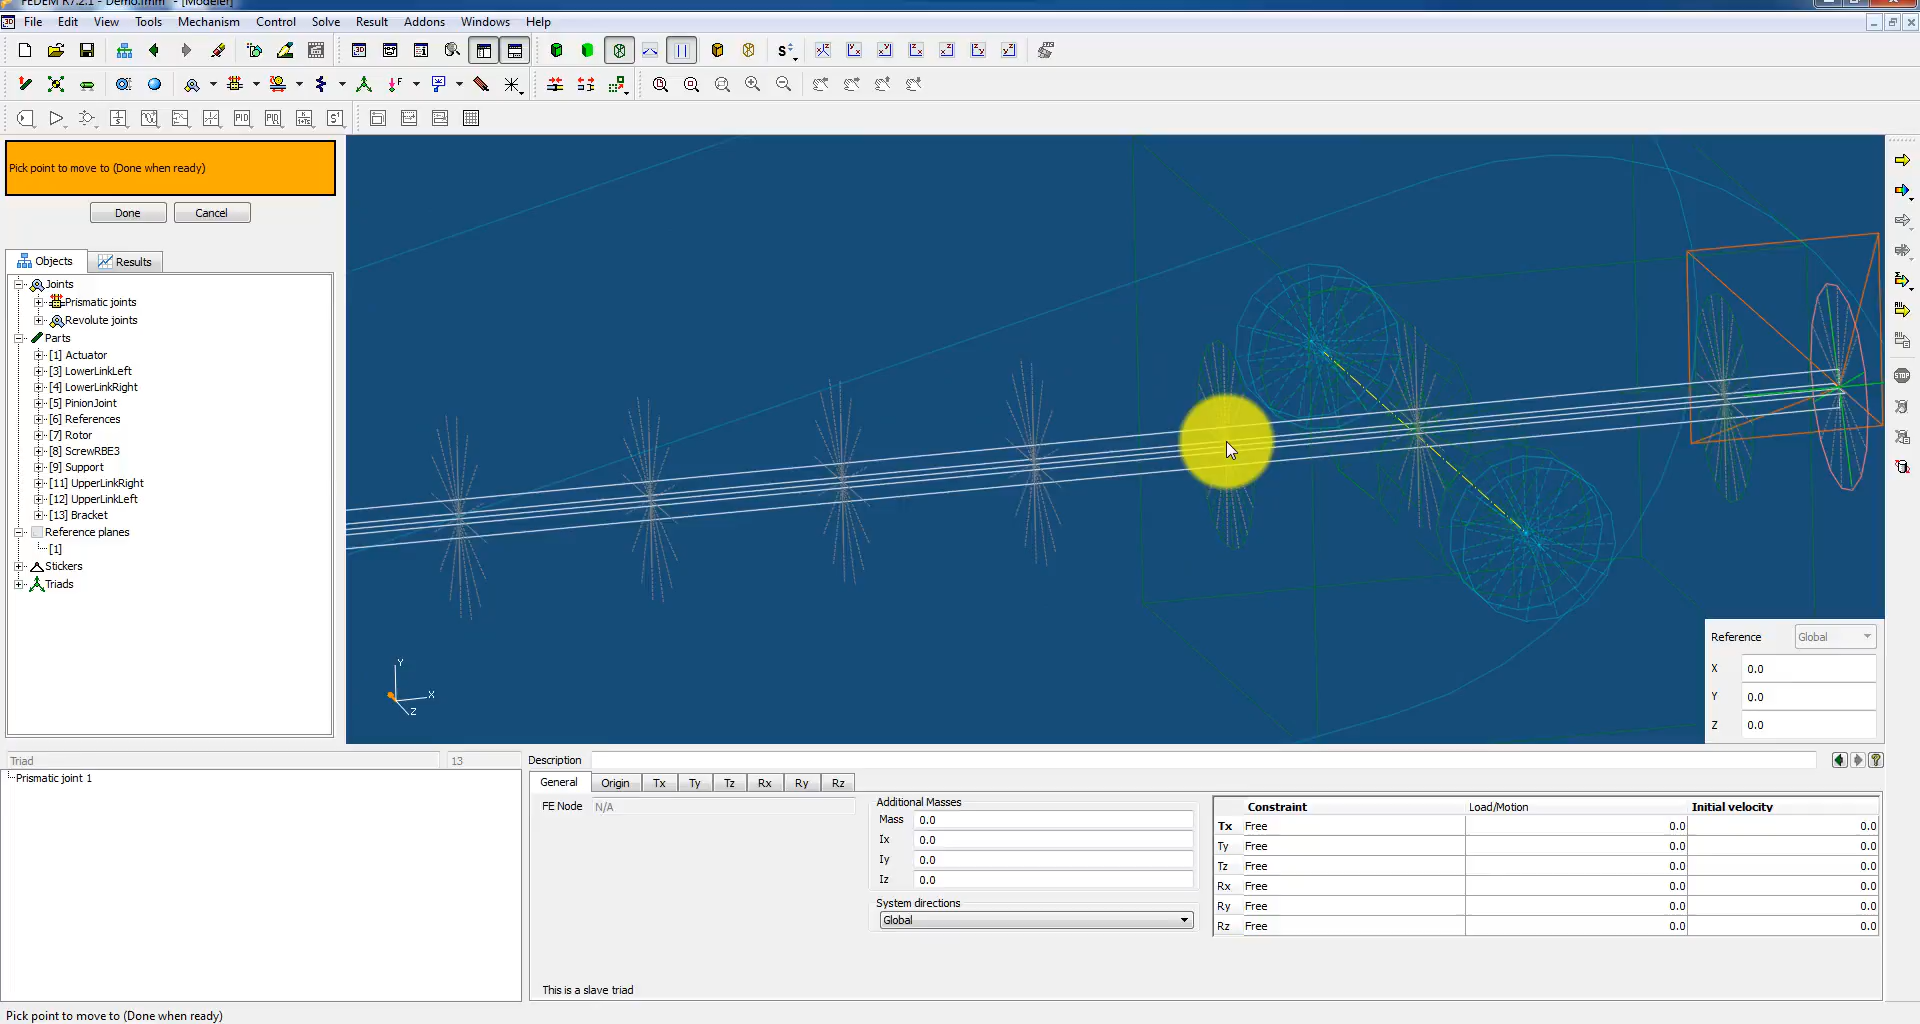 FEDEM R7.2.1 - Demo.fmm * - [Modeler]
File Edit View Tools Mechanism Control Solve Result Addons Windows Help
Pick point to move to (Done when ready)
Done Cancel
Objects Results
Joints
Prismatic joints
Revolute joints
Parts
[1] Actuator
[3] LowerLinkLeft
[4] LowerLinkRight
[5] PinionJoint
[6] References
[7] Rotor
[8] ScrewRBE3
[9] Support
[11] UpperLinkRight
[12] UpperLinkLeft
[13] Bracket
Reference planes
[1]
Stickers
Triads
Y
X
Z
Reference Global
X 0.0
Y 0.0
Z 0.0
Triad 13
Prismatic joint 1
Description
General Origin Tx Ty Tz Rx Ry Rz
FE Node N/A
Additional Masses
Mass 0.0
Ix 0.0
Iy 0.0
Iz 0.0
System directions
Global
Constraint Load/Motion Initial velocity
Tx Free 0.0 0.0
Ty Free 0.0 0.0
Tz Free 0.0 0.0
Rx Free 0.0 0.0
Ry Free 0.0 0.0
Rz Free 0.0 0.0
This is a slave triad
Pick point to move to (Done when ready)